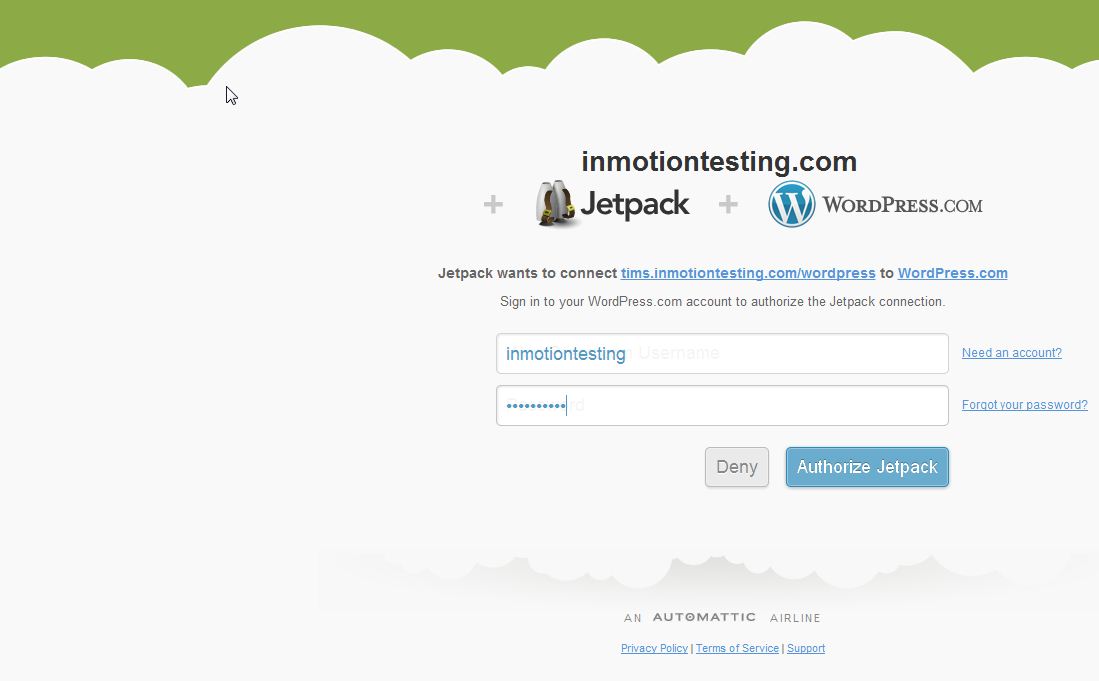 inmotiontesting.com
+ Jetpack + WORDPRESS.COM
Jetpack wants to connect tims.inmotiontesting.com/wordpress to WordPress.com
Sign in to your WordPress.com account to authorize the Jetpack connection.
inmotiontesting Username Need an account?
•••••••••• rd Forgot your password?
Deny Authorize Jetpack
AN AUTOMATTIC AIRLINE
Privacy Policy | Terms of Service | Support